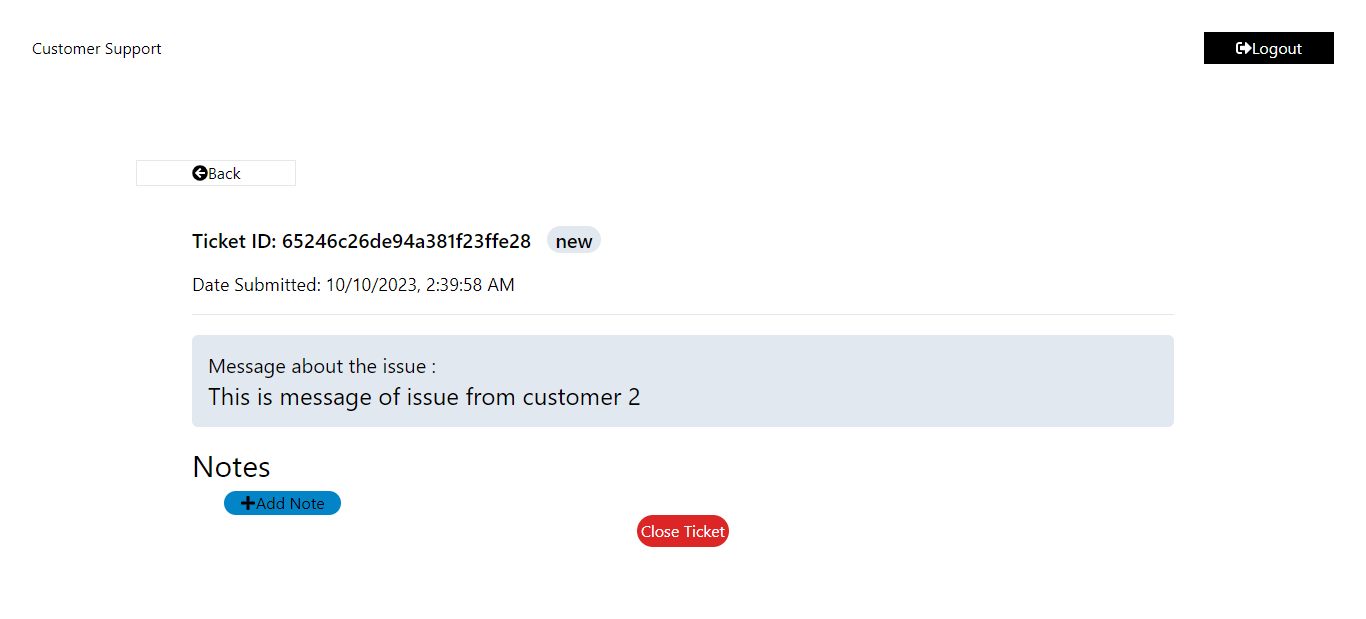 Customer Support
Logout
Back
Ticket ID: 65246c26de94a381f23ffe28 new
Date Submitted: 10/10/2023, 2:39:58 AM
Message about the issue :
This is message of issue from customer 2
Notes
Add Note
Close Ticket